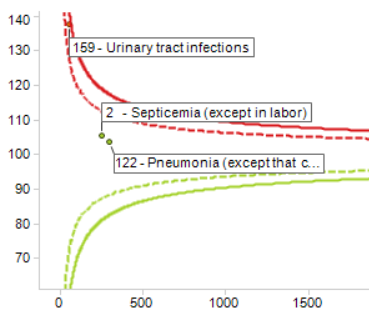 140
159 - Urinary tract infections
130
120
2 - Septicemia (except in labor)
110
100
122 - Pneumonia (except that c...
90
80
70
0 500 1000 1500